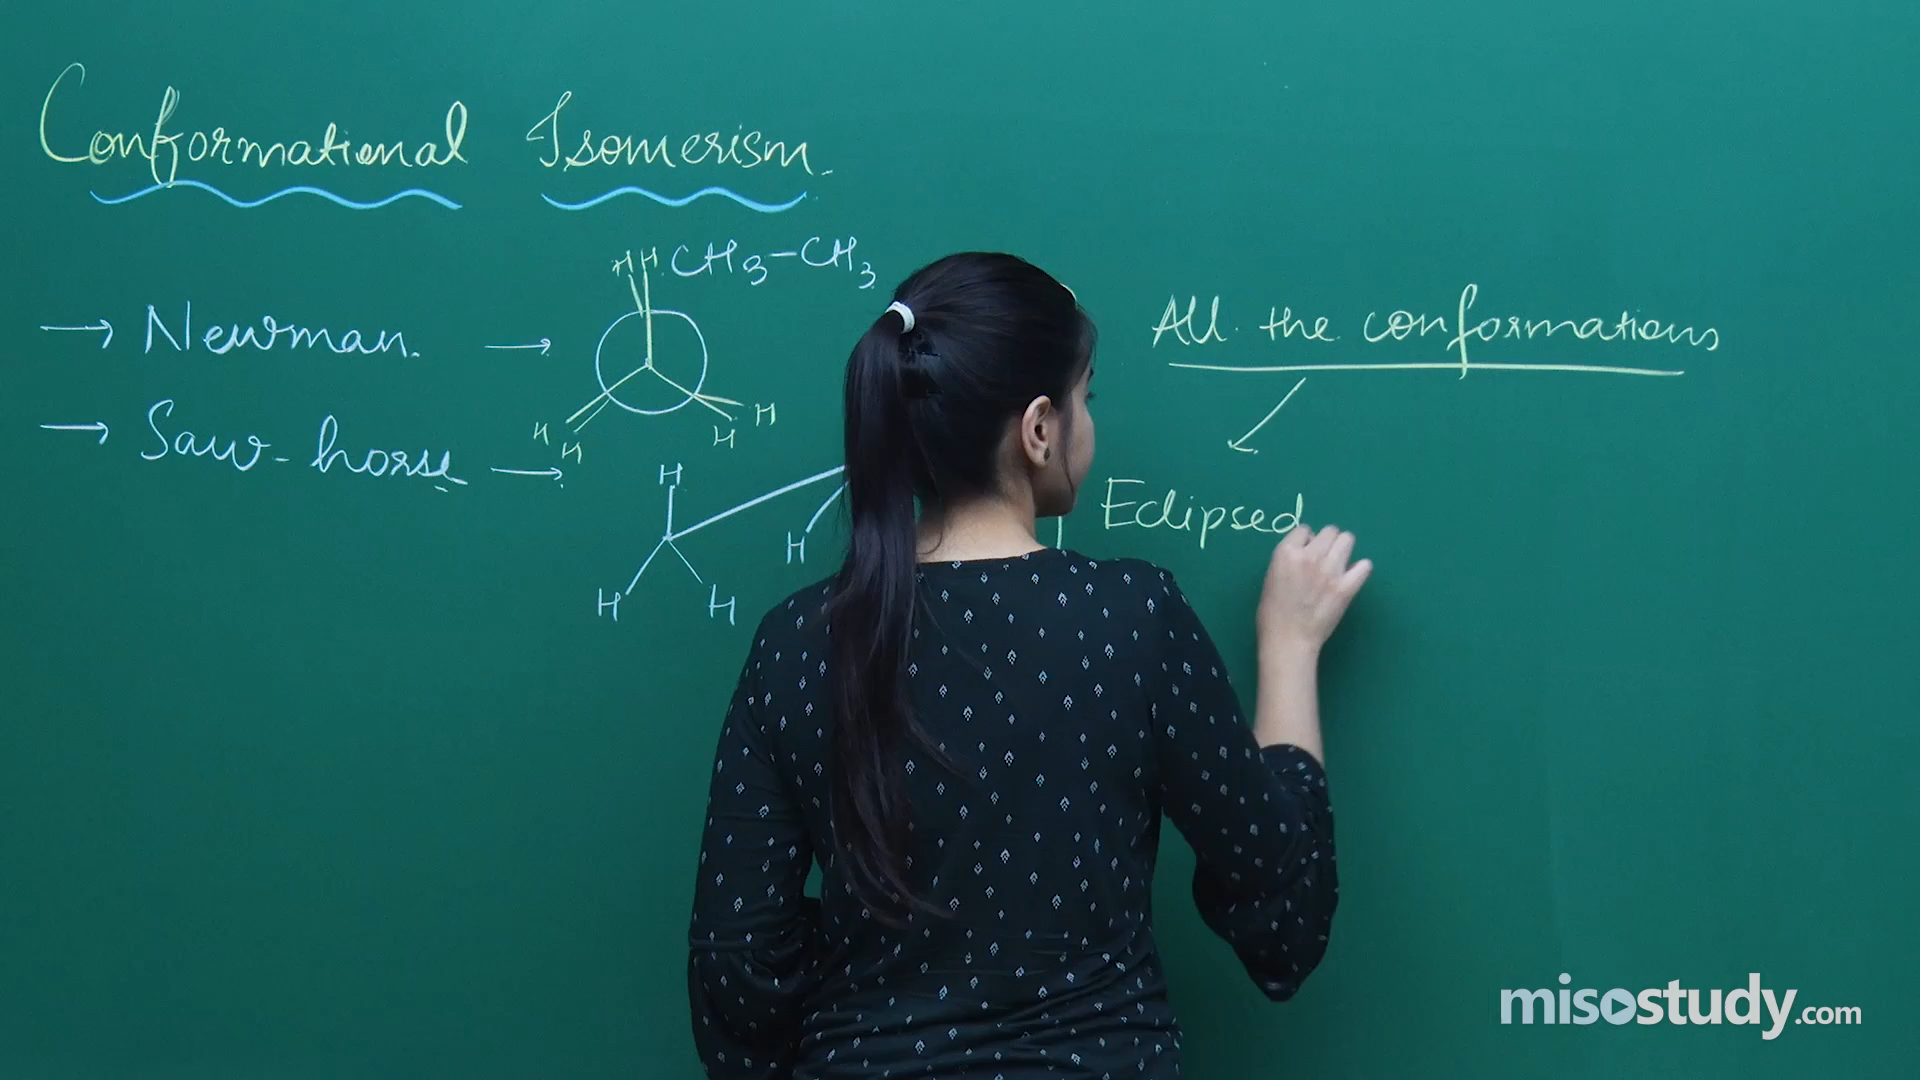 Conformational Isomerism.
H H CH3-CH3
→ Newman. →
H H H H
→ Saw-horse →
H
H
H H
All the conformations
Eclipsed
misostudy.com